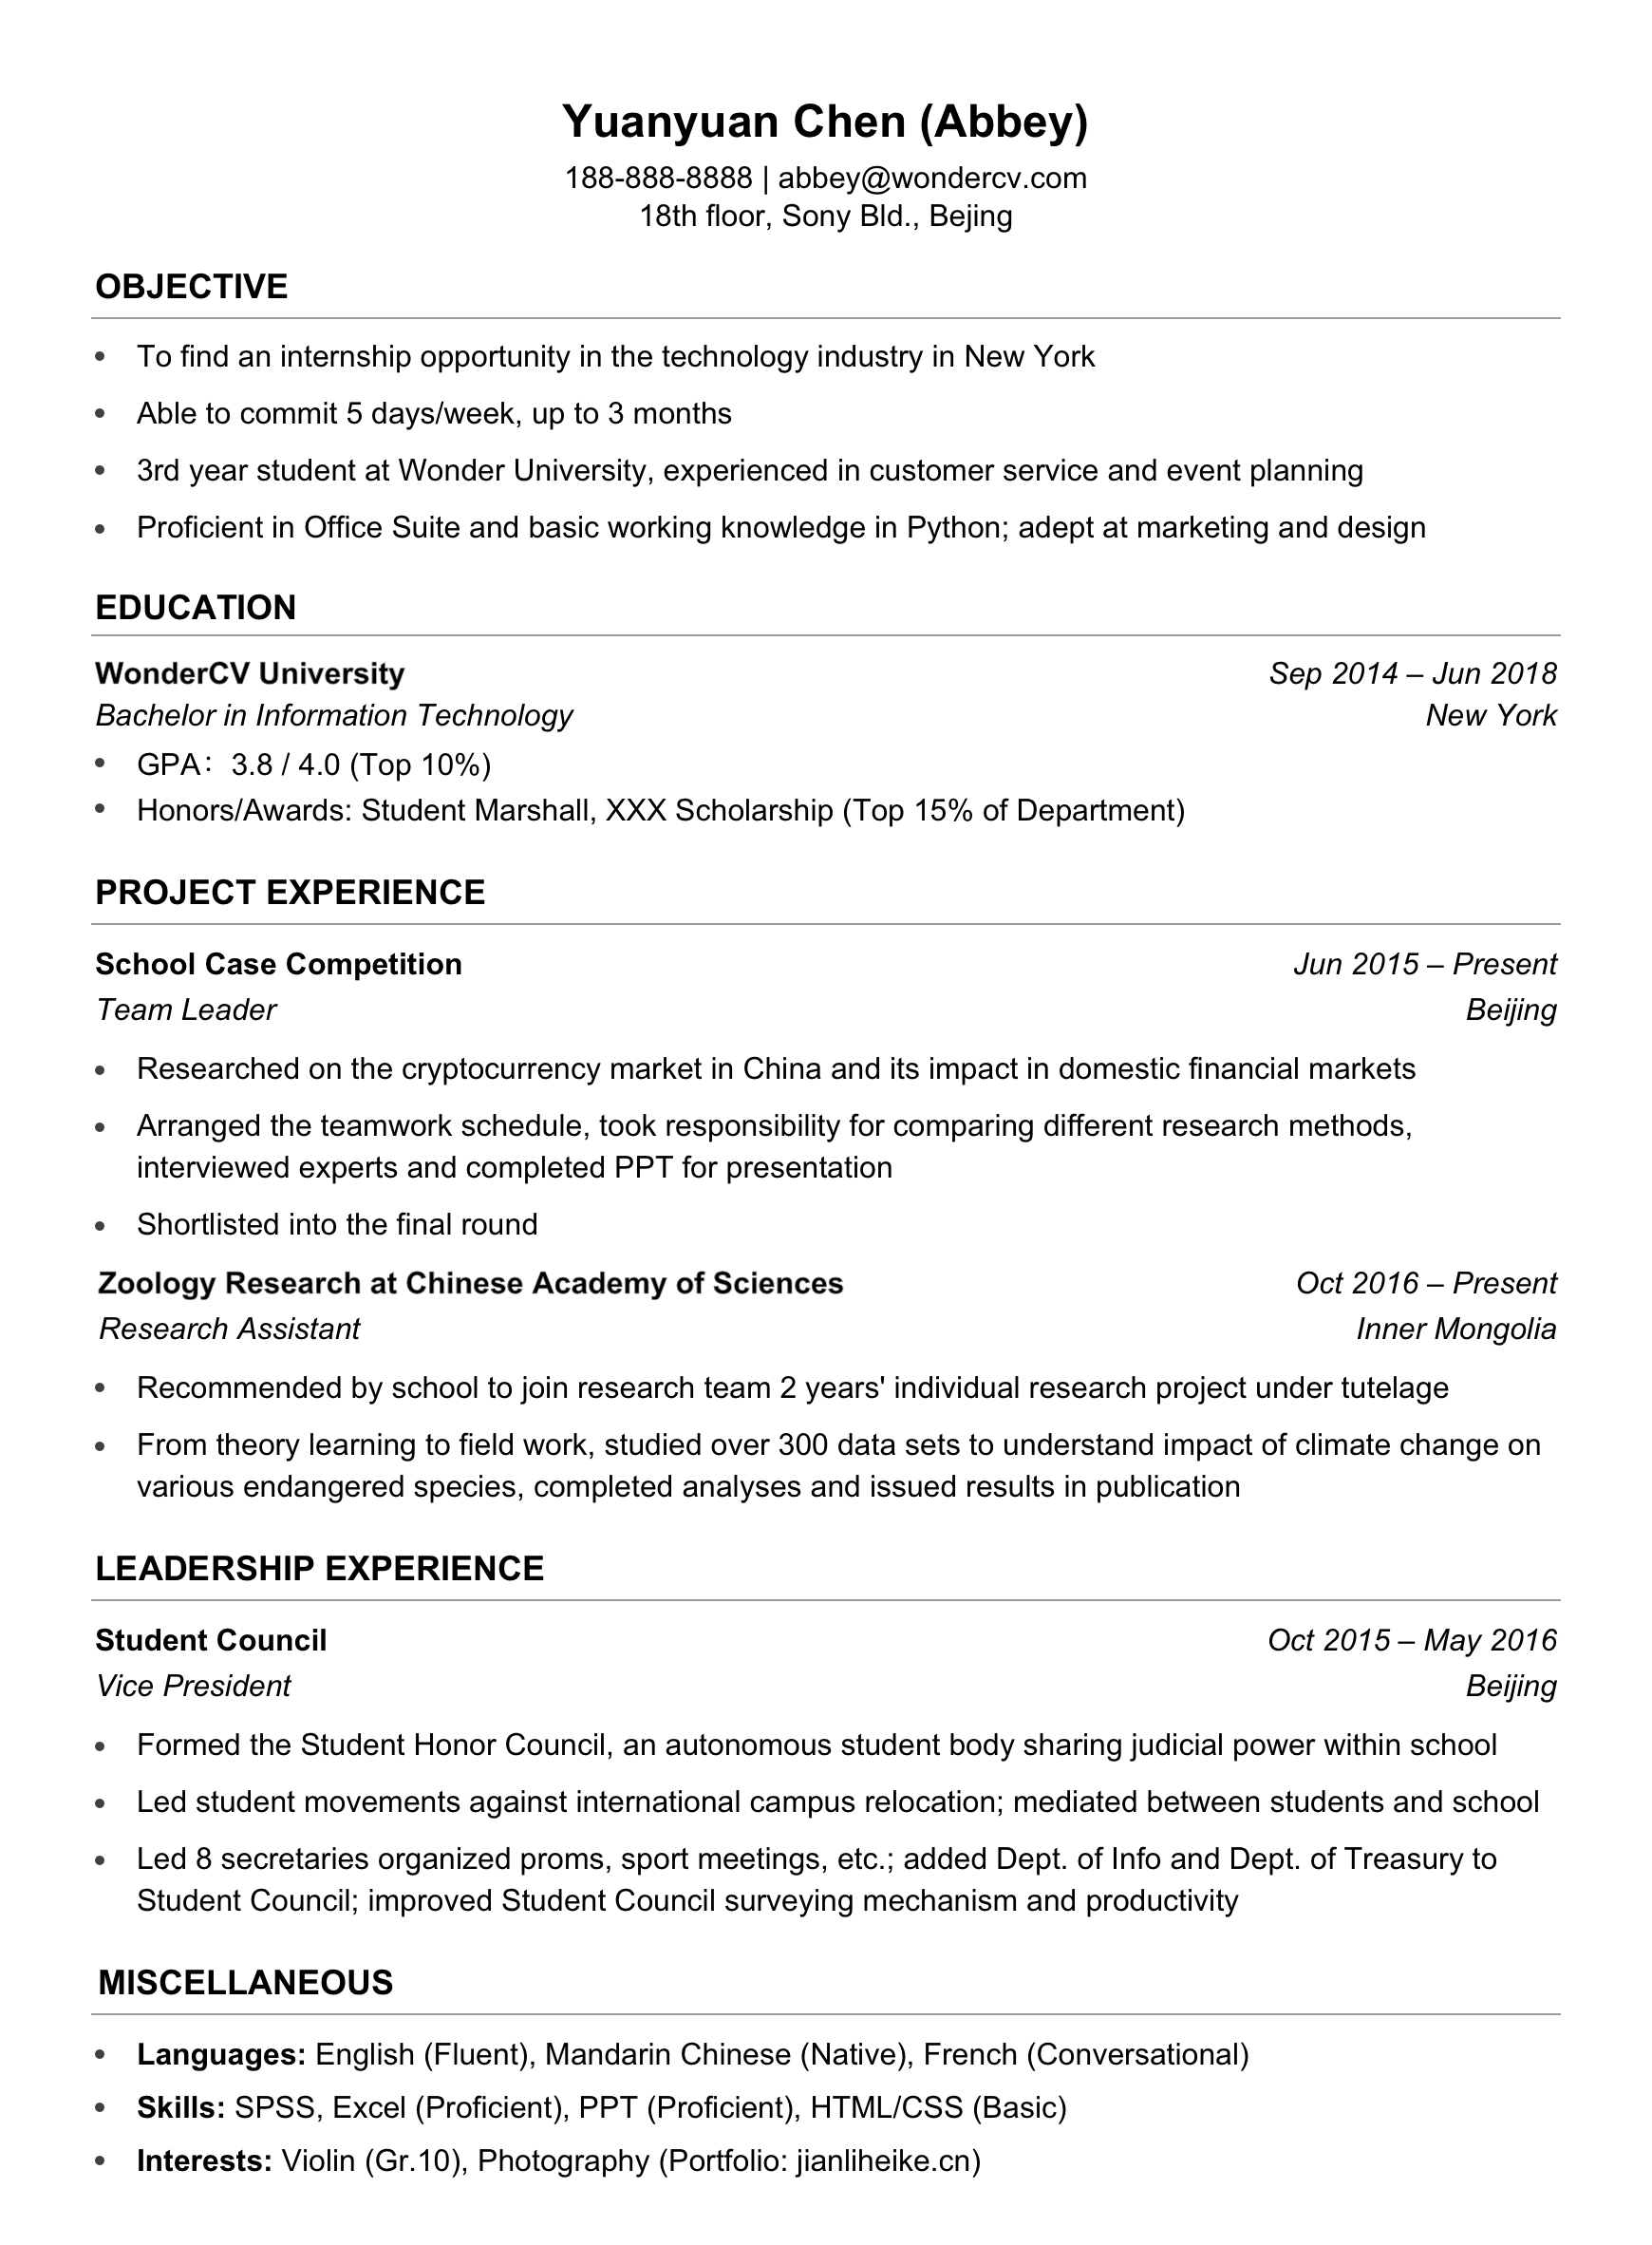 Yuanyuan Chen (Abbey)
188-888-8888 | abbey@wondercv.com
18th floor, Sony Bld., Bejing
OBJECTIVE
• To find an internship opportunity in the technology industry in New York
• Able to commit 5 days/week, up to 3 months
• 3rd year student at Wonder University, experienced in customer service and event planning
• Proficient in Office Suite and basic working knowledge in Python; adept at marketing and design
EDUCATION
WonderCV University Sep 2014 – Jun 2018
Bachelor in Information Technology New York
• GPA：3.8 / 4.0 (Top 10%)
• Honors/Awards: Student Marshall, XXX Scholarship (Top 15% of Department)
PROJECT EXPERIENCE
School Case Competition Jun 2015 – Present
Team Leader Beijing
• Researched on the cryptocurrency market in China and its impact in domestic financial markets
• Arranged the teamwork schedule, took responsibility for comparing different research methods,
interviewed experts and completed PPT for presentation
• Shortlisted into the final round
Zoology Research at Chinese Academy of Sciences Oct 2016 – Present
Research Assistant Inner Mongolia
• Recommended by school to join research team 2 years' individual research project under tutelage
• From theory learning to field work, studied over 300 data sets to understand impact of climate change on
various endangered species, completed analyses and issued results in publication
LEADERSHIP EXPERIENCE
Student Council Oct 2015 – May 2016
Vice President Beijing
• Formed the Student Honor Council, an autonomous student body sharing judicial power within school
• Led student movements against international campus relocation; mediated between students and school
• Led 8 secretaries organized proms, sport meetings, etc.; added Dept. of Info and Dept. of Treasury to
Student Council; improved Student Council surveying mechanism and productivity
MISCELLANEOUS
• Languages: English (Fluent), Mandarin Chinese (Native), French (Conversational)
• Skills: SPSS, Excel (Proficient), PPT (Proficient), HTML/CSS (Basic)
• Interests: Violin (Gr.10), Photography (Portfolio: jianliheike.cn)